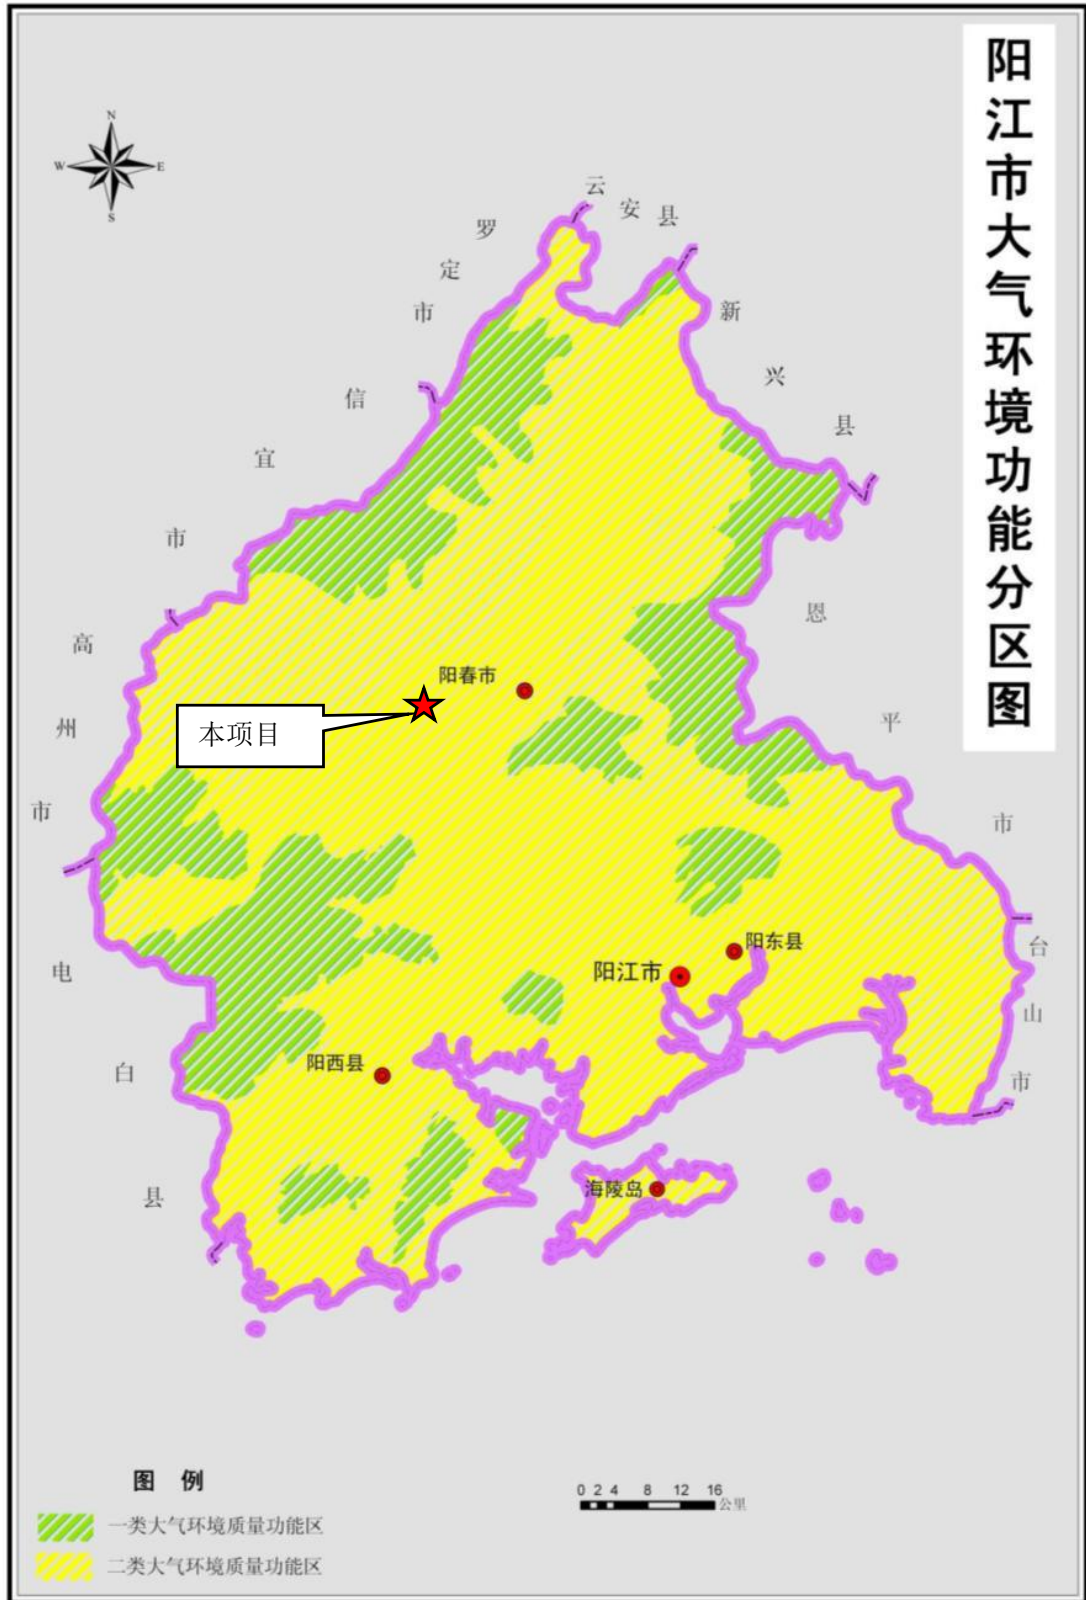 阳江市大气环境功能分区图
N
W
E
S
云安县
罗定市
新兴县
信宜市
恩平市
高州市
阳春市
本项目
阳东县
阳江市
台山市
电白县
阳西县
海陵岛
图 例
0 2 4 8 12 16
公里
一类大气环境质量功能区
二类大气环境质量功能区